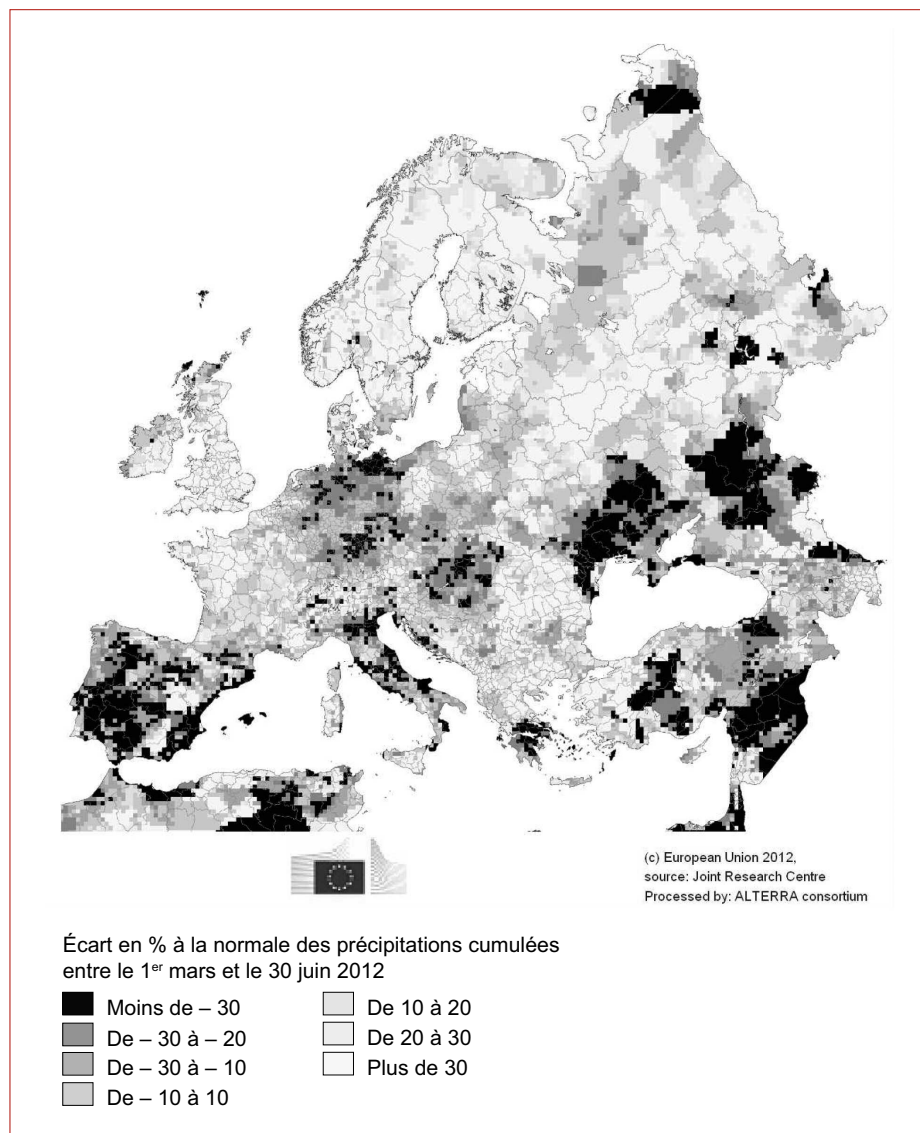 (c) European Union 2012,
source: Joint Research Centre
Processed by: ALTERRA consortium
Écart en % à la normale des précipitations cumulées
entre le 1er mars et le 30 juin 2012
Moins de – 30
De – 30 à – 20
De – 30 à – 10
De – 10 à 10
De 10 à 20
De 20 à 30
Plus de 30